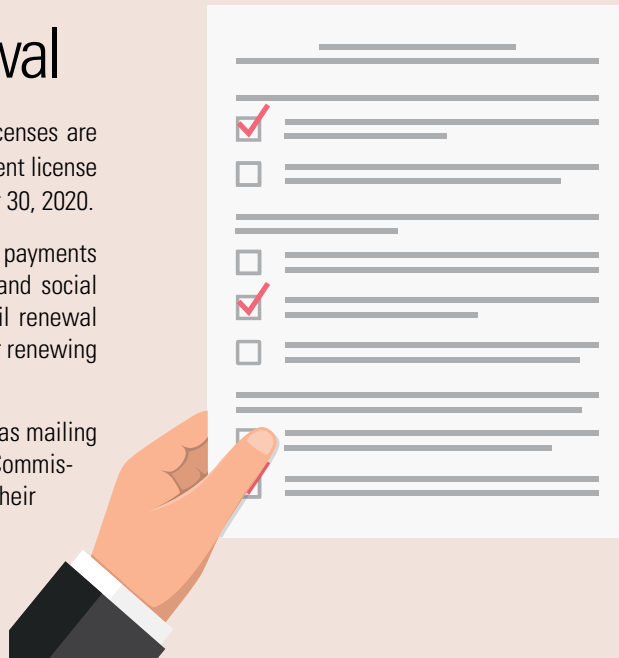 val
censes are
ent license
30, 2020.
payments
and social
il renewal
renewing
as mailing
Commis-
heir